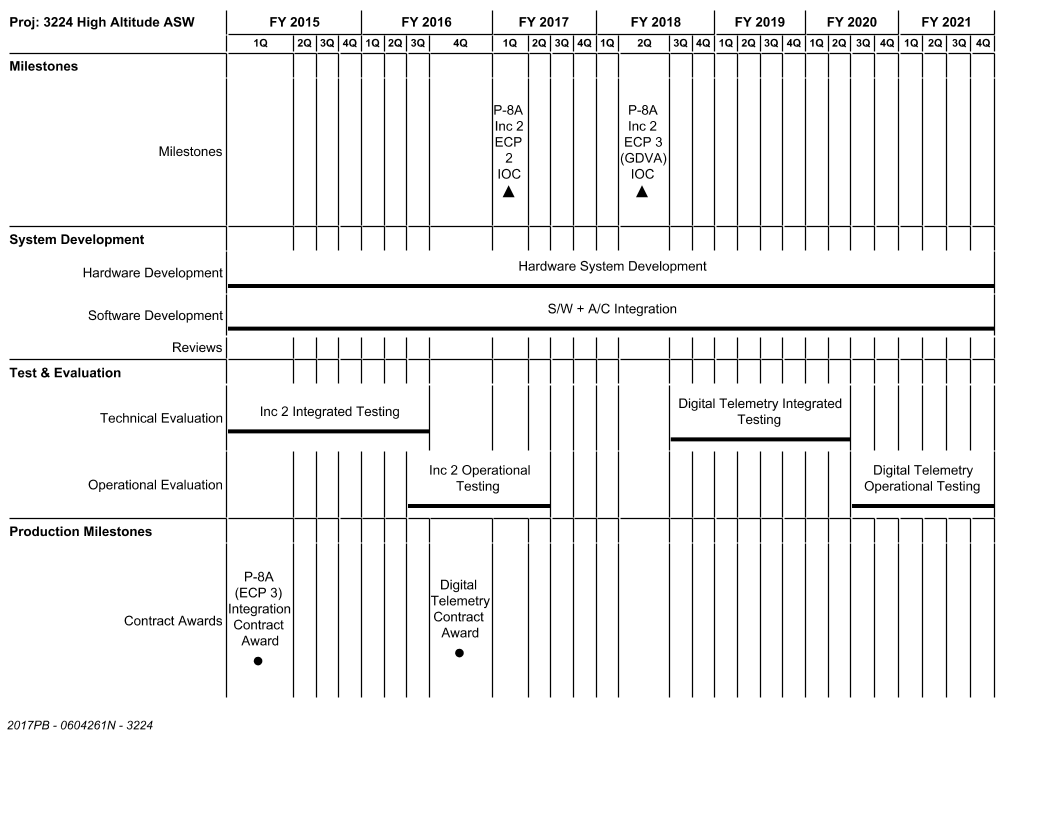 Proj: 3224 High Altitude ASW FY 2015 FY 2016 FY 2017 FY 2018 FY 2019 FY 2020 FY 2021
1Q 2Q 3Q 4Q 1Q 2Q 3Q 4Q 1Q 2Q 3Q 4Q 1Q 2Q 3Q 4Q 1Q 2Q 3Q 4Q 1Q 2Q 3Q 4Q 1Q 2Q 3Q 4Q
Milestones
Milestones
P-8A
Inc 2
ECP
2
IOC
P-8A
Inc 2
ECP 3
(GDVA)
IOC
System Development
Hardware Development
Hardware System Development
Software Development
S/W + A/C Integration
Reviews
Test & Evaluation
Technical Evaluation
Inc 2 Integrated Testing
Digital Telemetry Integrated
Testing
Operational Evaluation
Inc 2 Operational
Testing
Digital Telemetry
Operational Testing
Production Milestones
Contract Awards
P-8A
(ECP 3)
Integration
Contract
Award
Digital
Telemetry
Contract
Award
2017PB - 0604261N - 3224